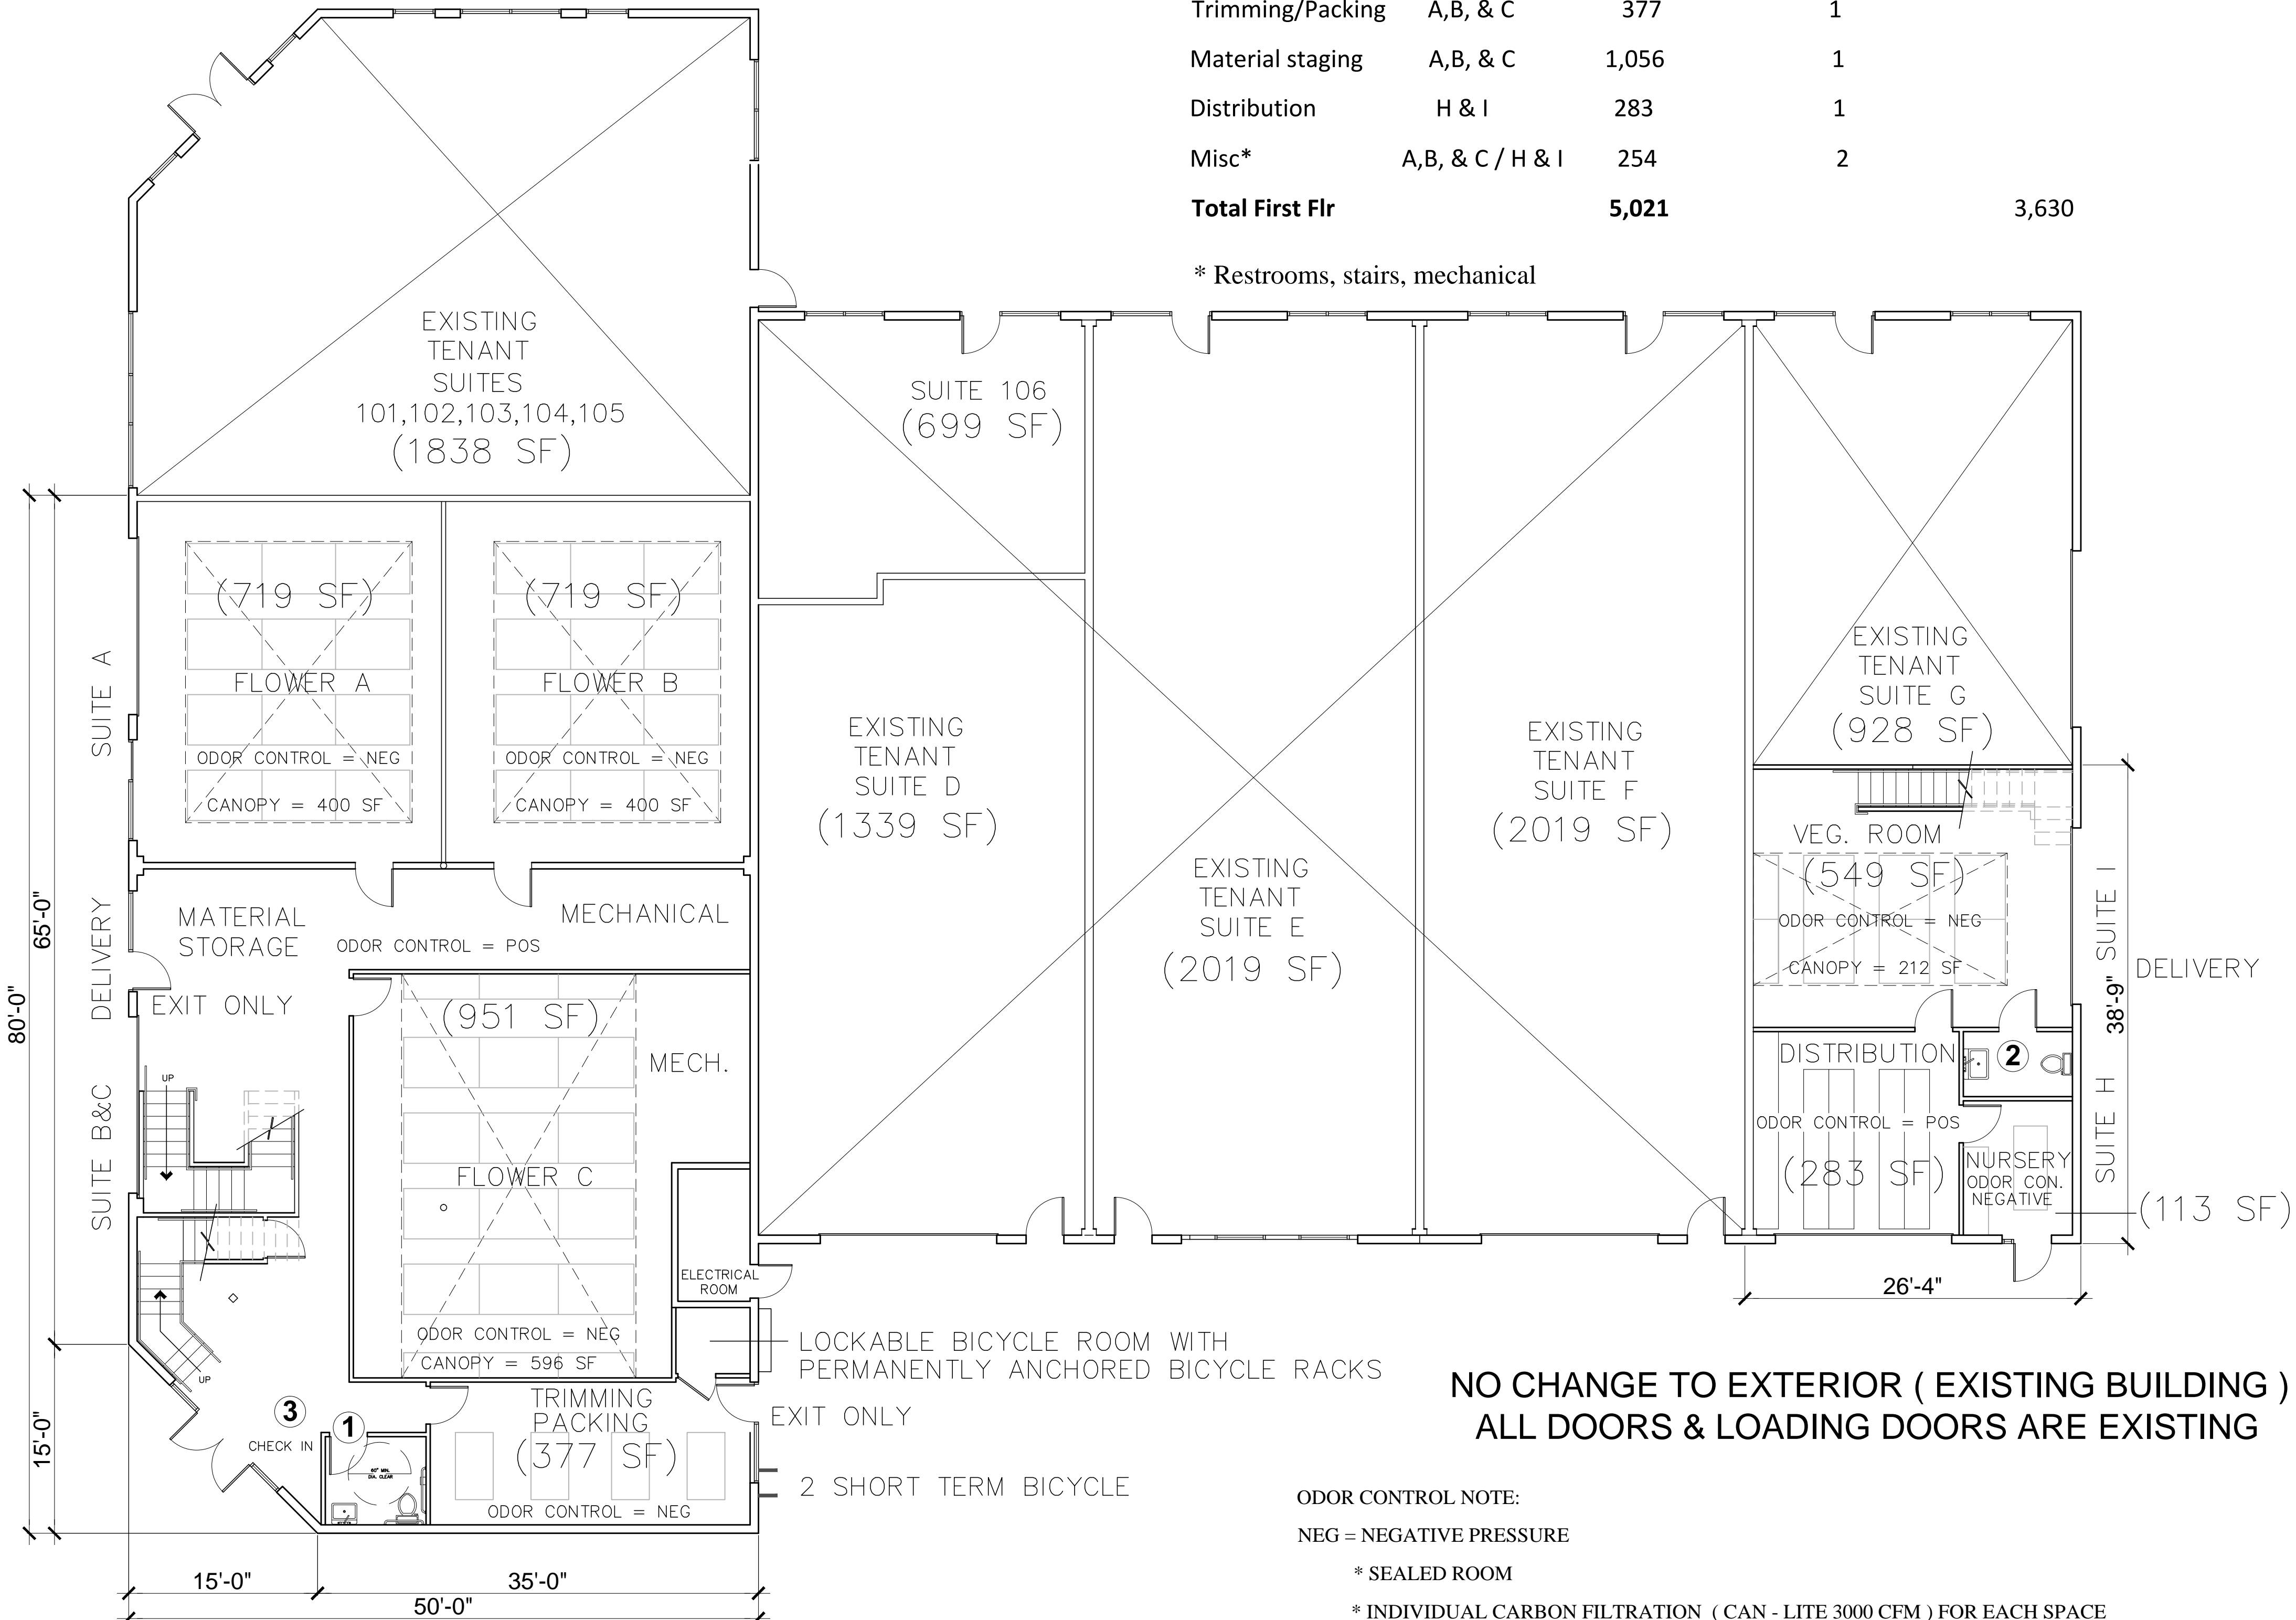 Trimming/Packing A,B, & C 377 1
Material staging A,B, & C 1,056 1
Distribution H & I 283 1
Misc* A,B, & C / H & I 254 2
Total First Flr 5,021 3,630
* Restrooms, stairs, mechanical
EXISTING
TENANT
SUITES
101,102,103,104,105
(1838 SF)
SUITE 106
(699 SF)
(719 SF)
FLOWER A
ODOR CONTROL = NEG
CANOPY = 400 SF
(719 SF)
FLOWER B
ODOR CONTROL = NEG
CANOPY = 400 SF
EXISTING
TENANT
SUITE D
(1339 SF)
EXISTING
TENANT
SUITE E
(2019 SF)
EXISTING
TENANT
SUITE F
(2019 SF)
EXISTING
TENANT
SUITE G
(928 SF)
VEG. ROOM
(549 SF)
ODOR CONTROL = NEG
CANOPY = 212 SF
SUITE A
DELIVERY
SUITE B&C
80'-0"
65'-0"
15'-0"
MATERIAL
STORAGE
MECHANICAL
ODOR CONTROL = POS
EXIT ONLY
UP
(951 SF)
MECH.
FLOWER C
ODOR CONTROL = NEG
CANOPY = 596 SF
ELECTRICAL
ROOM
DISTRIBUTION
ODOR CONTROL = POS
(283 SF)
2
NURSERY
ODOR CON.
NEGATIVE
(113 SF)
SUITE I
SUITE H
38'-9"
DELIVERY
26'-4"
LOCKABLE BICYCLE ROOM WITH
PERMANENTLY ANCHORED BICYCLE RACKS
UP
3
CHECK IN
1
60" MIN.
DIA. CLEAR
TRIMMING
PACKING
(377 SF)
ODOR CONTROL = NEG
EXIT ONLY
2 SHORT TERM BICYCLE
15'-0"
35'-0"
50'-0"
NO CHANGE TO EXTERIOR ( EXISTING BUILDING )
ALL DOORS & LOADING DOORS ARE EXISTING
ODOR CONTROL NOTE:
NEG = NEGATIVE PRESSURE
* SEALED ROOM
* INDIVIDUAL CARBON FILTRATION ( CAN - LITE 3000 CFM ) FOR EACH SPACE